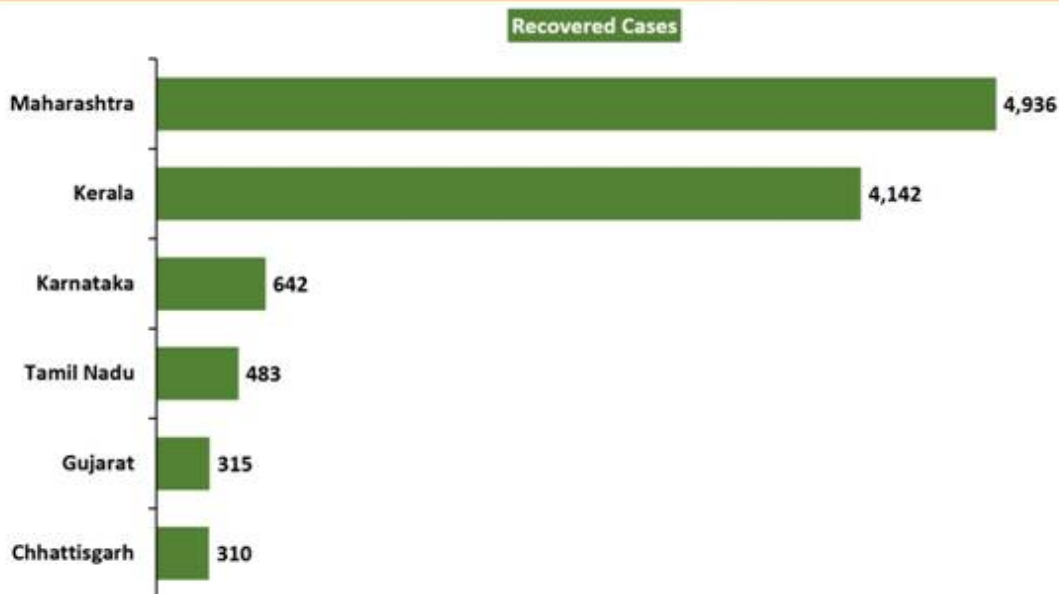 Recovered Cases
Maharashtra 4,936
Kerala 4,142
Karnataka 642
Tamil Nadu 483
Gujarat 315
Chhattisgarh 310